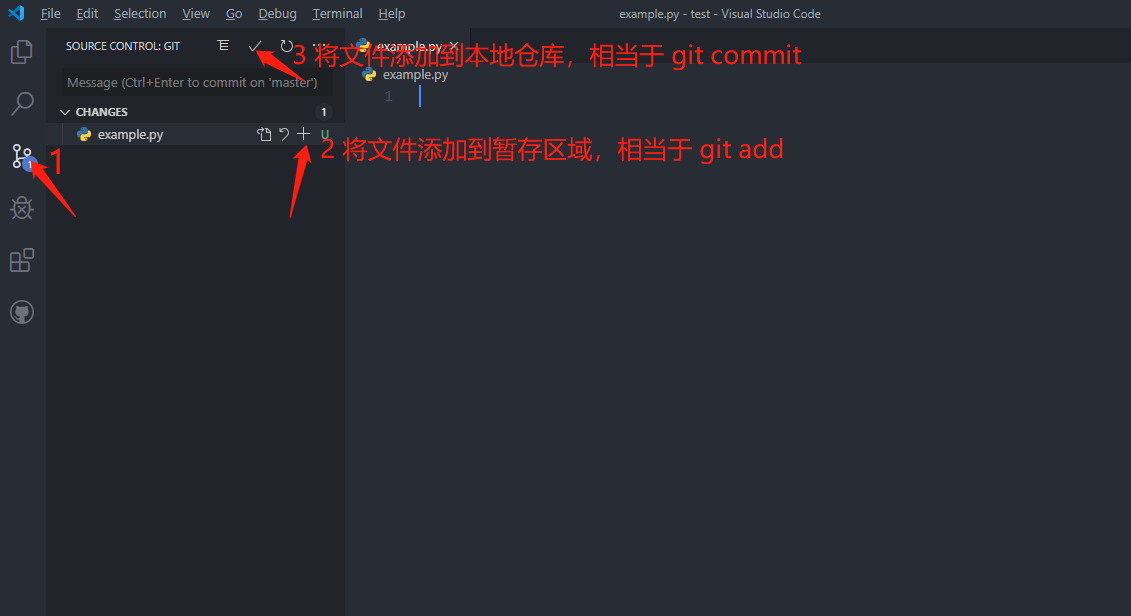 File Edit Selection View Go Debug Terminal Help example.py - test - Visual Studio Code
SOURCE CONTROL: GIT
example.py
3 将文件添加到本地仓库，相当于 git commit
example.py
Message (Ctrl+Enter to commit on 'master')
1
CHANGES 1
example.py U
2 将文件添加到暂存区域，相当于 git add
1
1